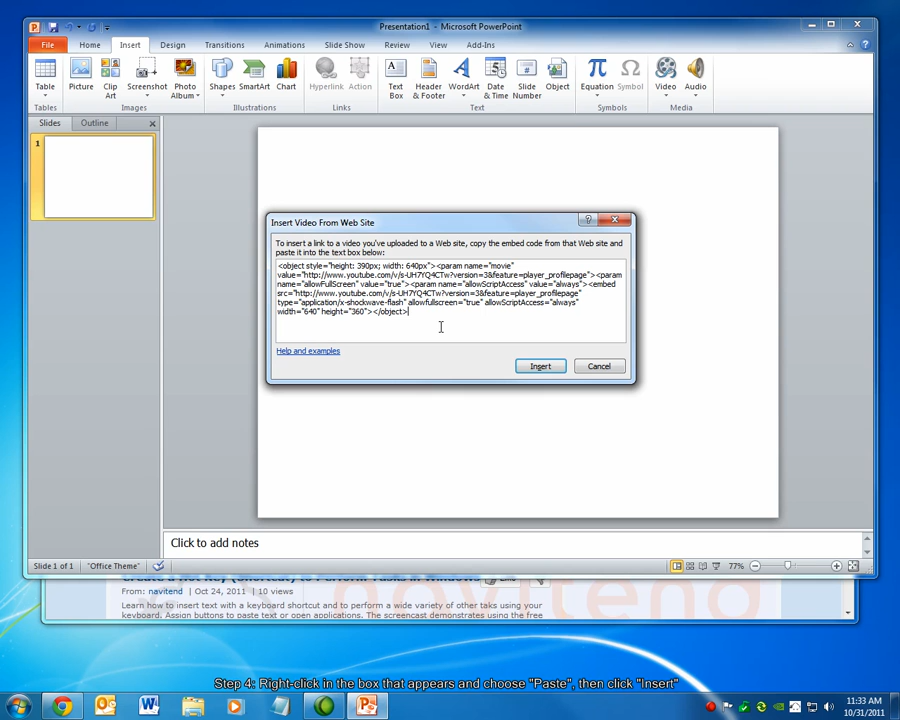 Presentation1 - Microsoft PowerPoint
File Home Insert Design Transitions Animations Slide Show Review View Add-Ins
Table Picture Clip Art Screenshot Photo Album Shapes SmartArt Chart Hyperlink Action Text Box Header & Footer WordArt Date & Time Slide Number Object Equation Symbol Video Audio
Tables Images Illustrations Links Text Symbols Media
Slides Outline
1
Insert Video From Web Site
To insert a link to a video you've uploaded to a Web site, copy the embed code from that Web site and
paste it into the text box below:
<object style="height: 390px; width: 640px"><param name="movie"
value="http://www.youtube.com/v/s-UH7YQ4CTw?version=3&feature=player_profilepage"><param
name="allowFullScreen" value="true"><param name="allowScriptAccess" value="always"><embed
src="http://www.youtube.com/v/s-UH7YQ4CTw?version=3&feature=player_profilepage"
type="application/x-shockwave-flash" allowfullscreen="true" allowScriptAccess="always"
width="640" height="360"></object>
Help and examples
Insert Cancel
Click to add notes
Slide 1 of 1 "Office Theme" 77%
From: navitend | Oct 24, 2011 | 10 views
Learn how to insert text with a keyboard shortcut and to perform a wide variety of other taks using your
keyboard. Assign buttons to paste text or open applications. The screencast demonstrates using the free
navitend
Step 4: Right-click in the box that appears and choose "Paste", then click "Insert"
11:33 AM
10/31/2011